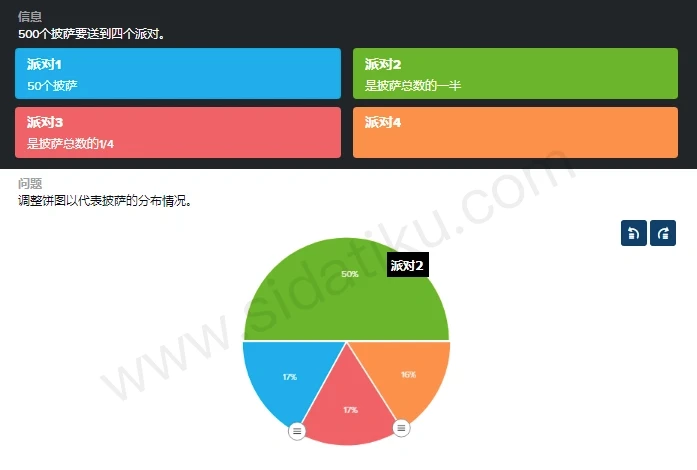 信息
500个披萨要送到四个派对。
派对1
50个披萨
派对2
是披萨总数的一半
派对3
是披萨总数的1/4
派对4
问题
调整饼图以代表披萨的分布情况。
派对2
50%
17%
16%
17%
www.sidatiku.com